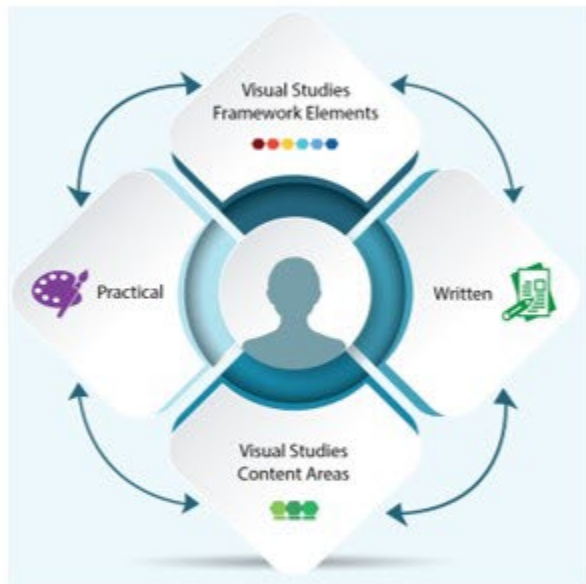 Visual Studies
Framework Elements
Practical
Written
Visual Studies
Content Areas